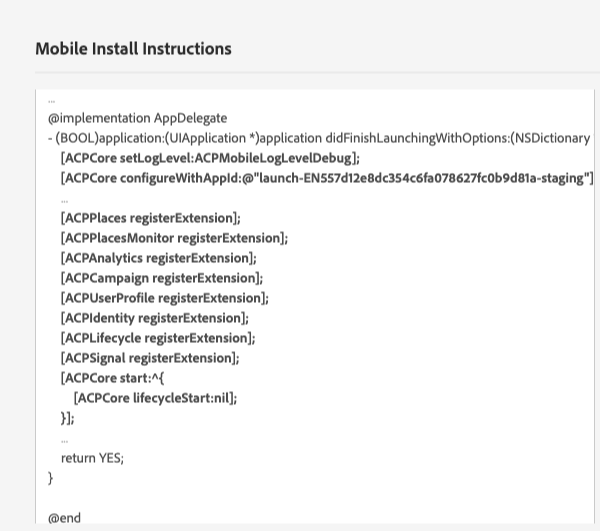 Mobile Install Instructions
...
@implementation AppDelegate
- (BOOL)application:(UIApplication *)application didFinishLaunchingWithOptions:(NSDictionary
[ACPCore setLogLevel:ACPMobileLogLevelDebug];
[ACPCore configureWithAppId:@"launch-EN557d12e8dc354c6fa078627fc0b9d81a-staging"]
...
[ACPPlaces registerExtension];
[ACPPlacesMonitor registerExtension];
[ACPAnalytics registerExtension];
[ACPCampaign registerExtension];
[ACPUserProfile registerExtension];
[ACPIdentity registerExtension];
[ACPLifecycle registerExtension];
[ACPSignal registerExtension];
[ACPCore start:^{
[ACPCore lifecycleStart:nil];
}];
...
return YES;
}
@end